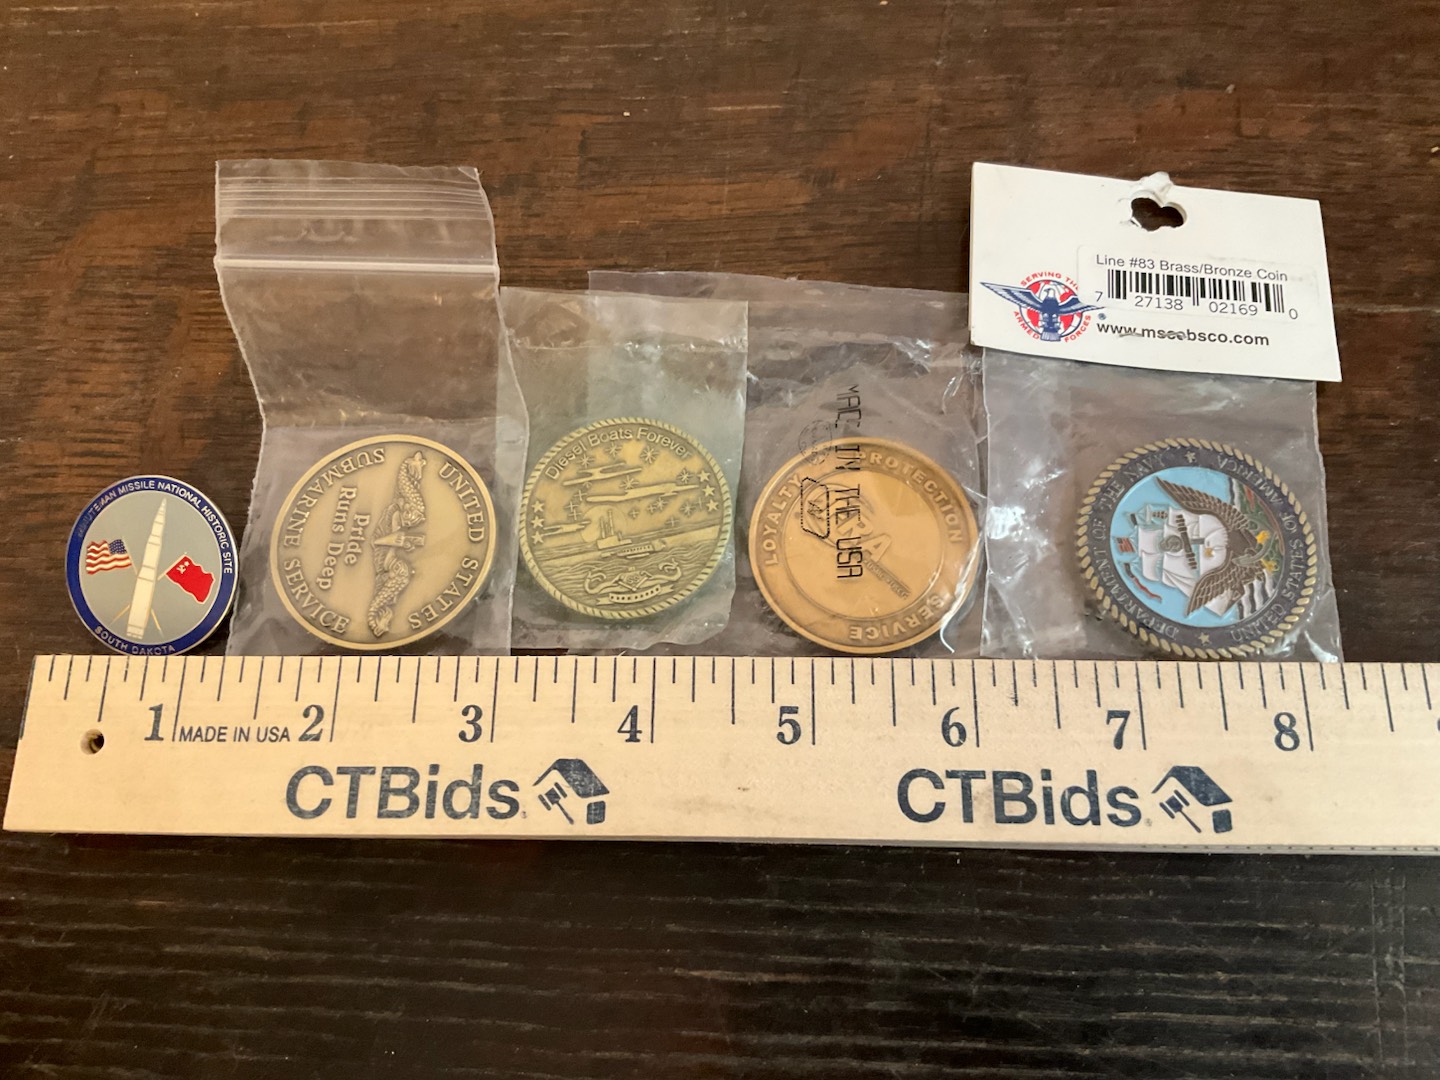 MINUTEMAN MISSILE NATIONAL HISTORIC SITE
SOUTH DAKOTA
UNITED STATES
SUBMARINE SERVICE
Pride
Runs Deep
Diesel Boats Forever
LOYALTY
PROTECTION
SERVICE
MADE IN THE USA
Line #83 Brass/Bronze Coin
7 27138 02169 0
SERVING THE
ARMED FORCES
®
www.mscabsco.com
DEPARTMENT OF THE NAVY
UNITED STATES OF AMERICA
1 MADE IN USA 2 3 4 5 6 7 8
CTBids CTBids